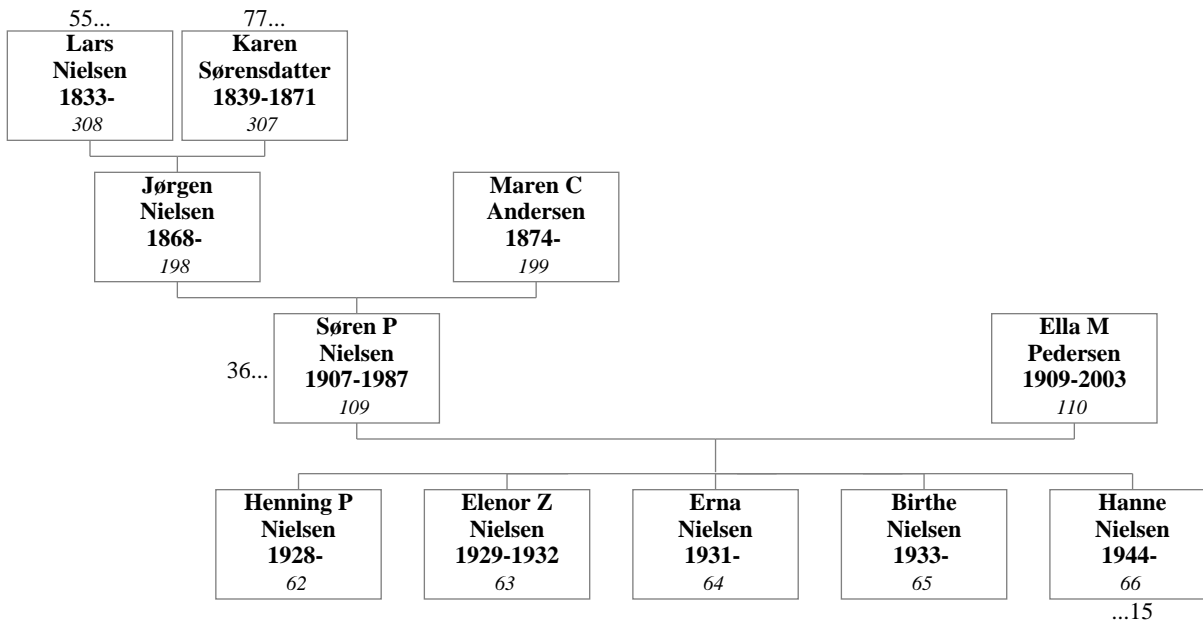 55...
77...
Lars
Nielsen
1833-
308
Karen
Sørensdatter
1839-1871
307
Jørgen
Nielsen
1868-
198
Maren C
Andersen
1874-
199
36...
Søren P
Nielsen
1907-1987
109
Ella M
Pedersen
1909-2003
110
Henning P
Nielsen
1928-
62
Elenor Z
Nielsen
1929-1932
63
Erna
Nielsen
1931-
64
Birthe
Nielsen
1933-
65
Hanne
Nielsen
1944-
66
...15